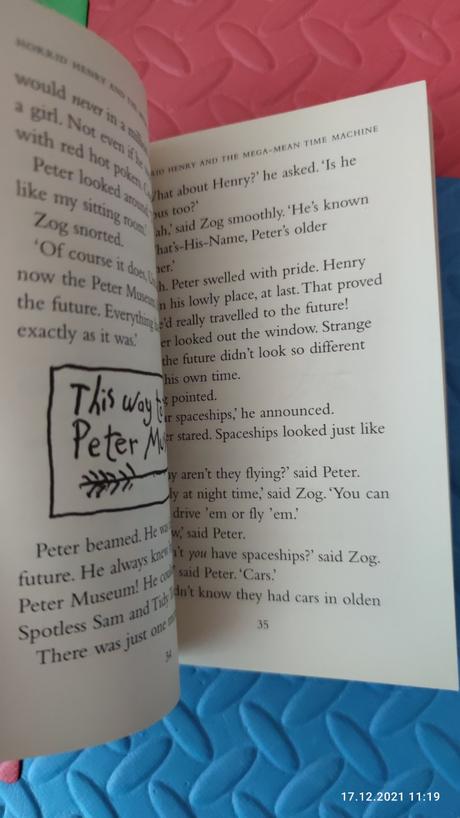 HORRID HENRY AND THE
would never in a
a girl. Not even if he
with red hot pokers.
Peter looked around.
like my sitting room.'
Zog snorted.
'Of course it does,
now the Peter Museum
the future. Everything
exactly as it was.'
This way to
Peter
Peter beamed. He
future. He always knew
Peter Museum! He
Spotless Sam and Tidy
There was just one
34
HENRY AND THE MEGA-MEAN TIME MACHINE
What about Henry?' he asked. 'Is he
too?'
said Zog smoothly. 'He's known
What's-His-Name, Peter's older
Peter swelled with pride. Henry
his lowly place, at last. That proved
he'd really travelled to the future!
looked out the window. Strange
the future didn't look so different
his own time.
pointed.
spaceships,' he announced.
stared. Spaceships looked just like
aren't they flying?' said Peter.
at night time,' said Zog. 'You can
drive 'em or fly 'em.'
said Peter.
you have spaceships?' said Zog.
said Peter. 'Cars.'
know they had cars in olden
35
17.12.2021 11:19